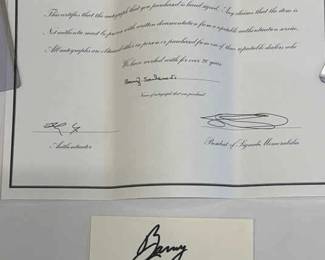 This certifies that the autograph that you purchased is hand signed. Any claims that the item is
Not authentic must be proven with written documentation from a reputable authentication service.
All autographs are obtained either in person or purchased from one of their reputable dealers who
We have worked with for over 20 years
Name of autograph that was purchased
Authenticator
President of Signature Memorabilia
Barry